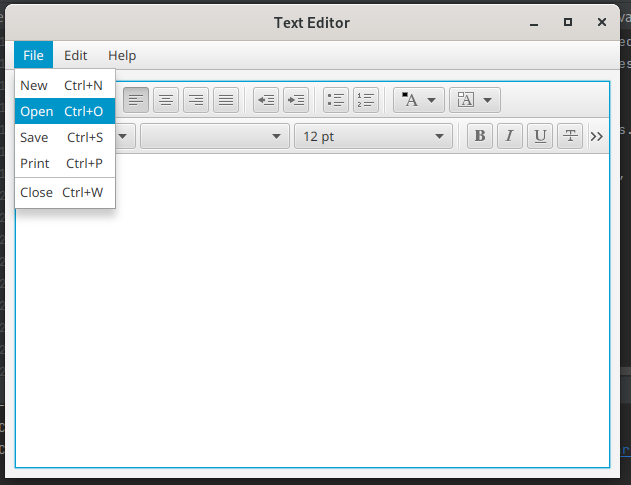 Text Editor
File Edit Help
New Ctrl+N
Open Ctrl+O
Save Ctrl+S
Print Ctrl+P
Close Ctrl+W
A A
12 pt B I U T